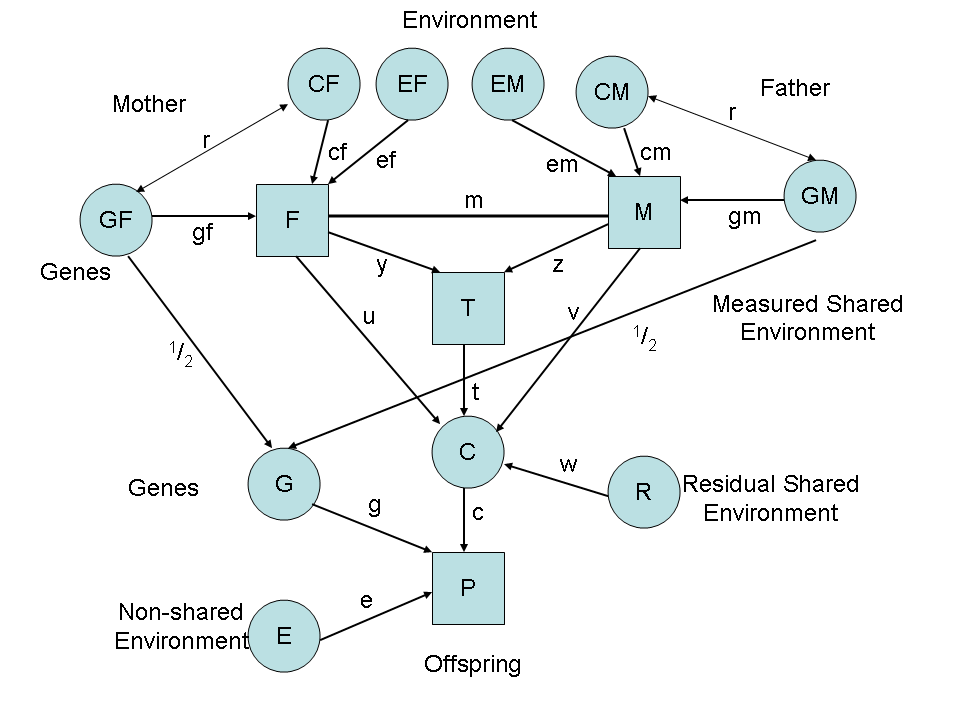 Environment
CF
EF
EM
CM
Mother
Father
r
r
cf
ef
em
cm
GF
gf
F
m
M
gm
GM
Genes
y
z
T
u
v
Measured Shared
Environment
1/2
1/2
t
C
Genes
G
g
c
w
R
Residual Shared
Environment
P
Non-shared
Environment
E
e
Offspring